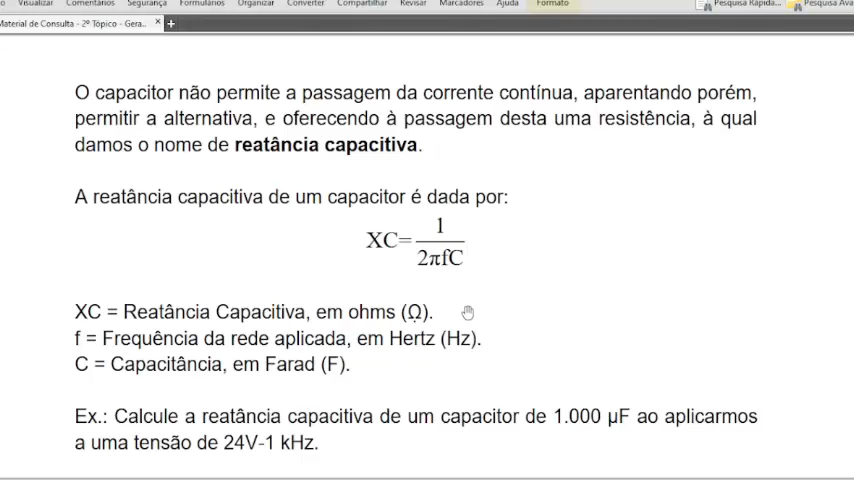 Visualizar Comentários Segurança Formulários Organizar Converter Compartilhar Revisar Marcadores Ajuda Formato Pesquisa Rápida...
Material de Consulta - 2º Tópico - Gera... × +
O capacitor não permite a passagem da corrente contínua, aparentando porém,
permitir a alternativa, e oferecendo à passagem desta uma resistência, à qual
damos o nome de reatância capacitiva.
A reatância capacitiva de um capacitor é dada por:
XC= 1
2πfC
XC = Reatância Capacitiva, em ohms (Ω).
f = Frequência da rede aplicada, em Hertz (Hz).
C = Capacitância, em Farad (F).
Ex.: Calcule a reatância capacitiva de um capacitor de 1.000 µF ao aplicarmos
a uma tensão de 24V-1 kHz.